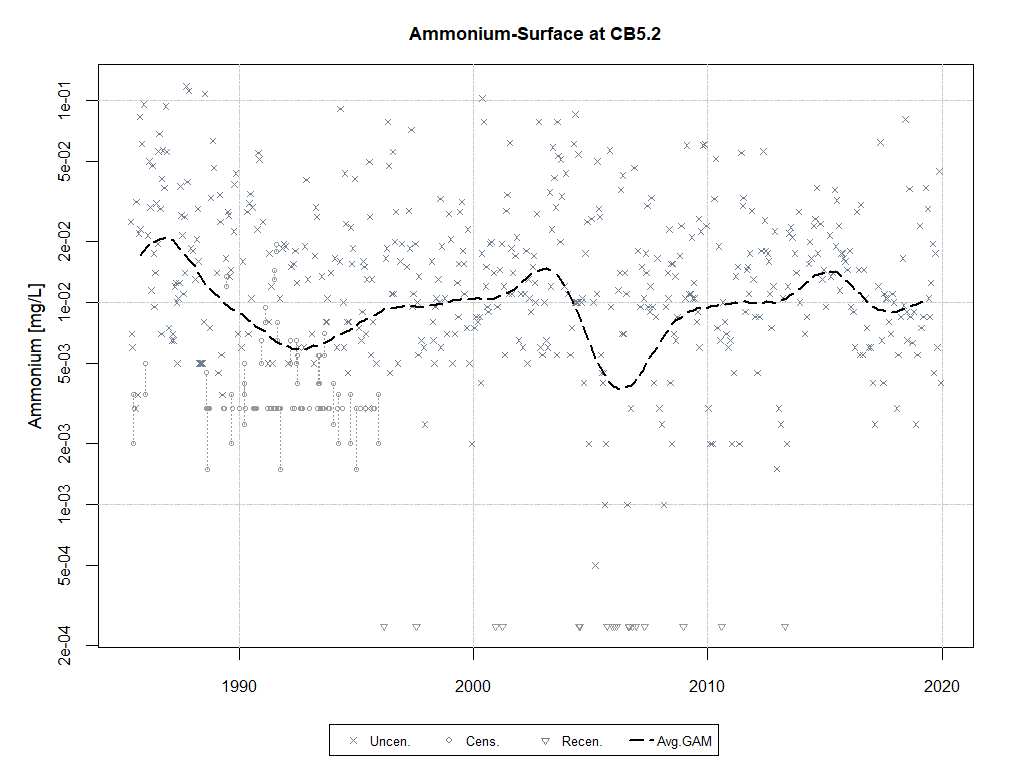 Ammonium-Surface at CB5.2
Ammonium [mg/L]
1e-01
5e-02
2e-02
1e-02
5e-03
2e-03
1e-03
5e-04
2e-04
1990 2000 2010 2020
Uncen. Cens. Recen. Avg.GAM